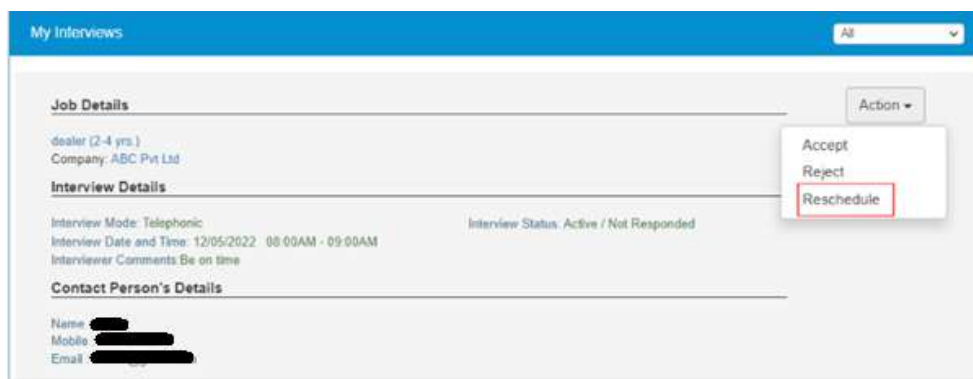 My Interviews
All
Job Details
Action
dealer (2-4 yrs.)
Company: ABC Pvt Ltd
Accept
Reject
Reschedule
Interview Details
Interview Mode: Telephonic
Interview Status: Active / Not Responded
Interview Date and Time: 12/05/2022 08:00AM - 09:00AM
Interviewer Comments:Be on time
Contact Person's Details
Name
Mobile
Email